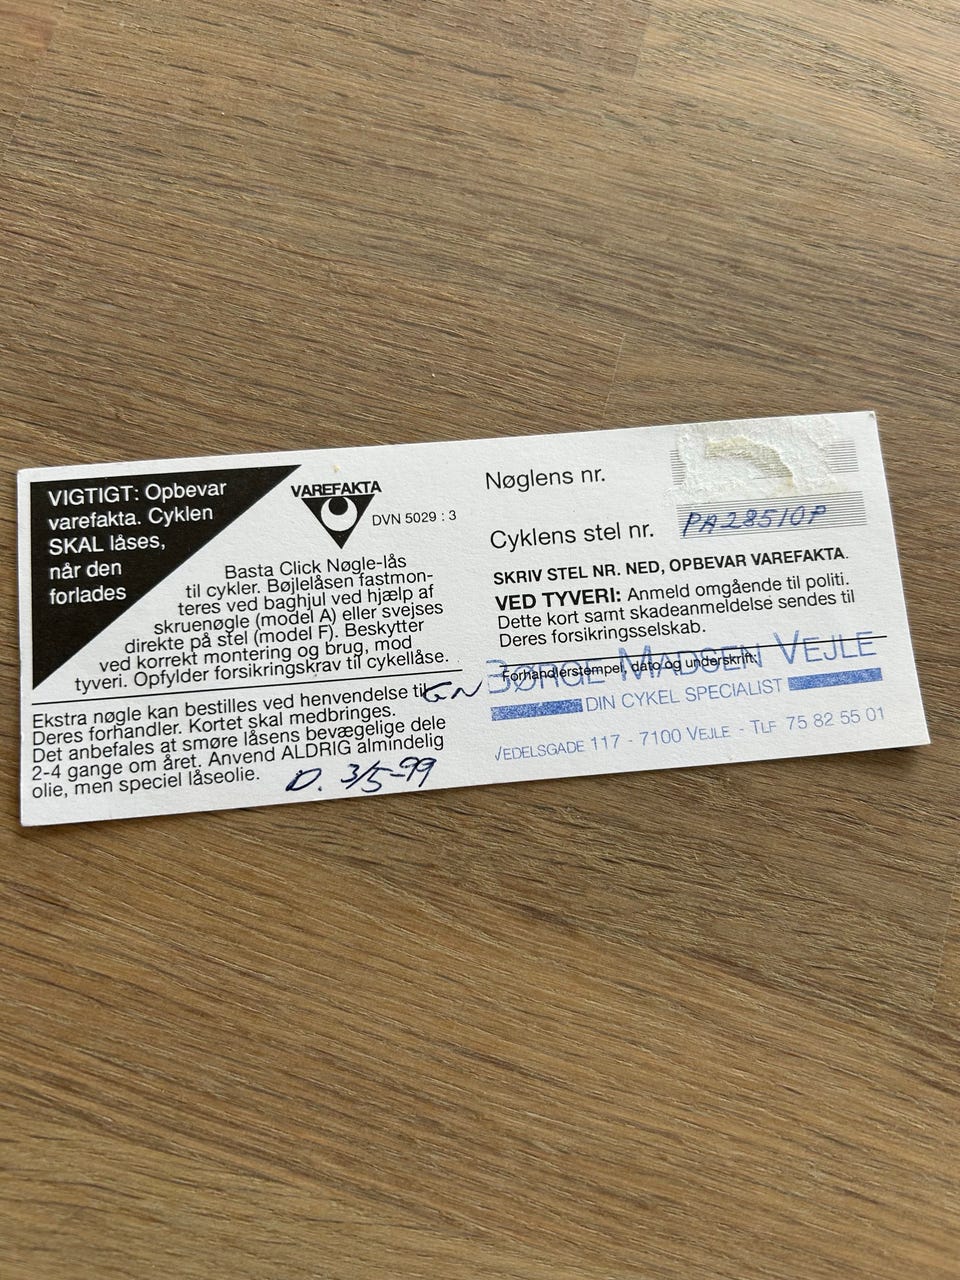 VIGTIGT: Opbevar
varefakta. Cyklen
SKAL låses,
når den
forlades
VAREFAKTA
DVN 5029 : 3
Basta Click Nøgle-lås
til cykler. Bøjlelåsen fastmon-
teres ved baghjul ved hjælp af
skruenøgle (model A) eller svejses
direkte på stel (model F). Beskytter
ved korrekt montering og brug, mod
tyveri. Opfylder forsikringskrav til cykellåse.
Ekstra nøgle kan bestilles ved henvendelse til
Deres forhandler. Kortet skal medbringes.
Det anbefales at smøre låsens bevægelige dele
2-4 gange om året. Anvend ALDRIG almindelig
olie, men speciel låseolie.
D. 3/5-99
GN
Nøglens nr.
Cyklens stel nr. PA28510P
SKRIV STEL NR. NED, OPBEVAR VAREFAKTA.
VED TYVERI: Anmeld omgående til politi.
Dette kort samt skadeanmeldelse sendes til
Deres forsikringsselskab.
Forhandlerstempel, dato og underskrift:
BØRGE MADSEN VEJLE
DIN CYKEL SPECIALIST
VEDELSGADE 117 - 7100 VEJLE - TLF 75 82 55 01